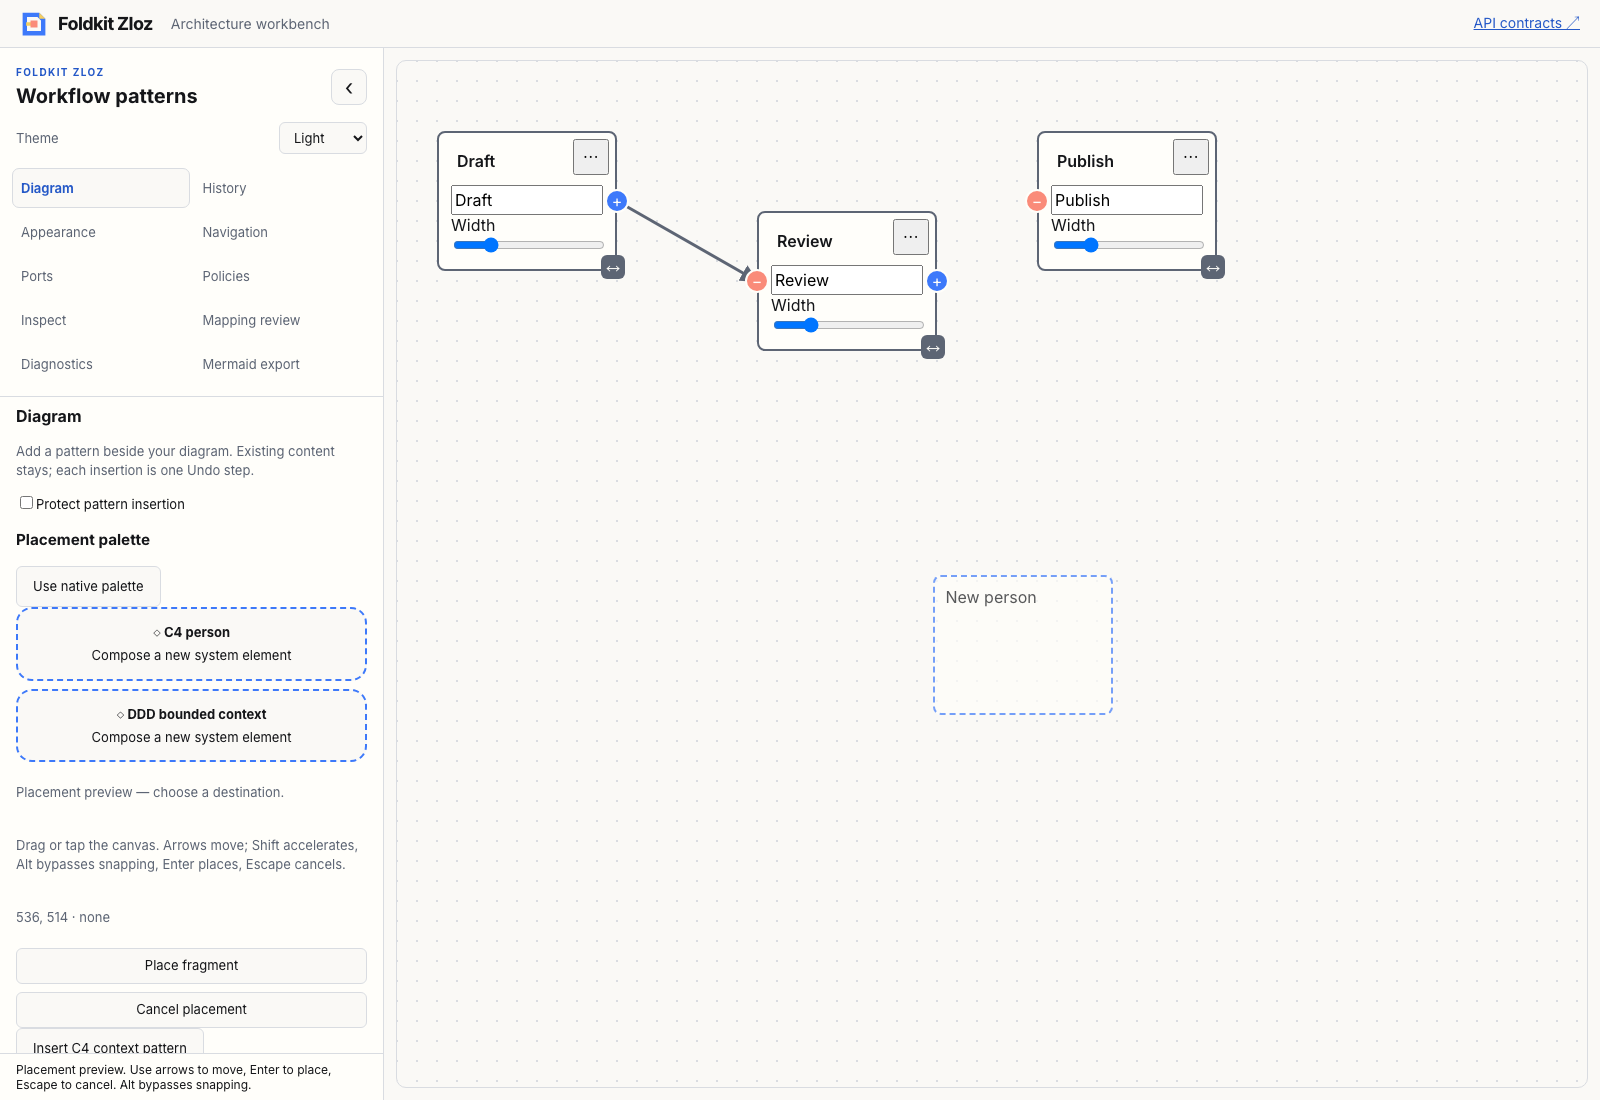 Foldkit Zloz
Architecture workbench
API contracts ↗
FOLDKIT ZLOZ
Workflow patterns
Theme
Light
Diagram
History
Appearance
Navigation
Ports
Policies
Inspect
Mapping review
Diagnostics
Mermaid export
Diagram
Add a pattern beside your diagram. Existing content
stays; each insertion is one Undo step.
Protect pattern insertion
Placement palette
Use native palette
◇ C4 person
Compose a new system element
◇ DDD bounded context
Compose a new system element
Placement preview — choose a destination.
Drag or tap the canvas. Arrows move; Shift accelerates,
Alt bypasses snapping, Enter places, Escape cancels.
536, 514 · none
Place fragment
Cancel placement
Insert C4 context pattern
Placement preview. Use arrows to move, Enter to place,
Escape to cancel. Alt bypasses snapping.
Draft
...
Draft
Width
Review
...
Review
Width
Publish
...
Publish
Width
New person